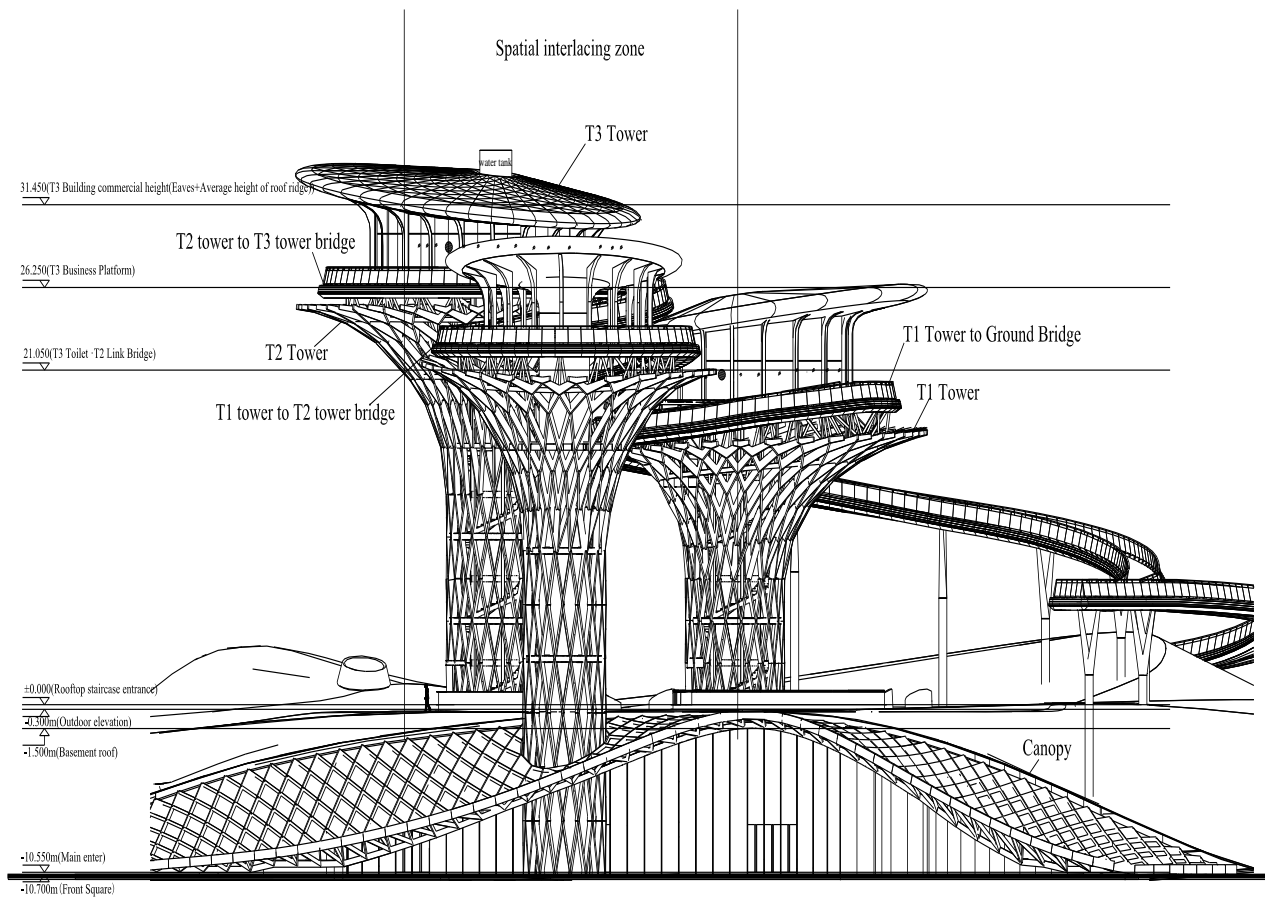 Spatial interlacing zone
T3 Tower
water tank
31.450(T3 Building commercial height(Eaves+Average height of roof ridge))
T2 tower to T3 tower bridge
26.250(T3 Business Platform)
T1 Tower to Ground Bridge
T2 Tower
21.050(T3 Toilet ·T2 Link Bridge)
T1 Tower
T1 tower to T2 tower bridge
±0.000(Rooftop staircase entrance)
-0.300m(Outdoor elevation)
-1.500m(Basement roof)
Canopy
-10.550m(Main enter)
-10.700m(Front Square)